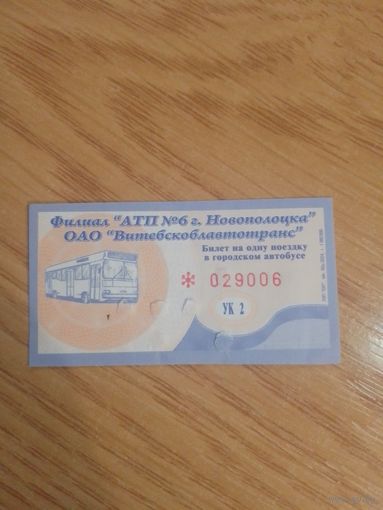 Филиал "АТП №6 г. Новополоцка"
ОАО "Витебскоблавтотранс"
Билет на одну поездку
в городском автобусе
* 029006
УК 2